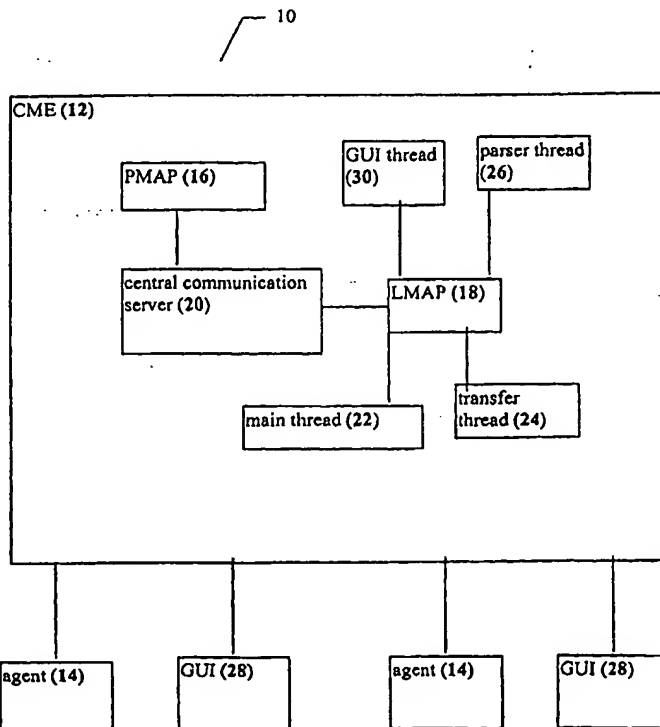 10
CME (12)
PMAP (16)
GUI thread
(30)
parser thread
(26)
central communication
server (20)
LMAP (18)
main thread (22)
transfer
thread (24)
agent (14)
GUI (28)
agent (14)
GUI (28)